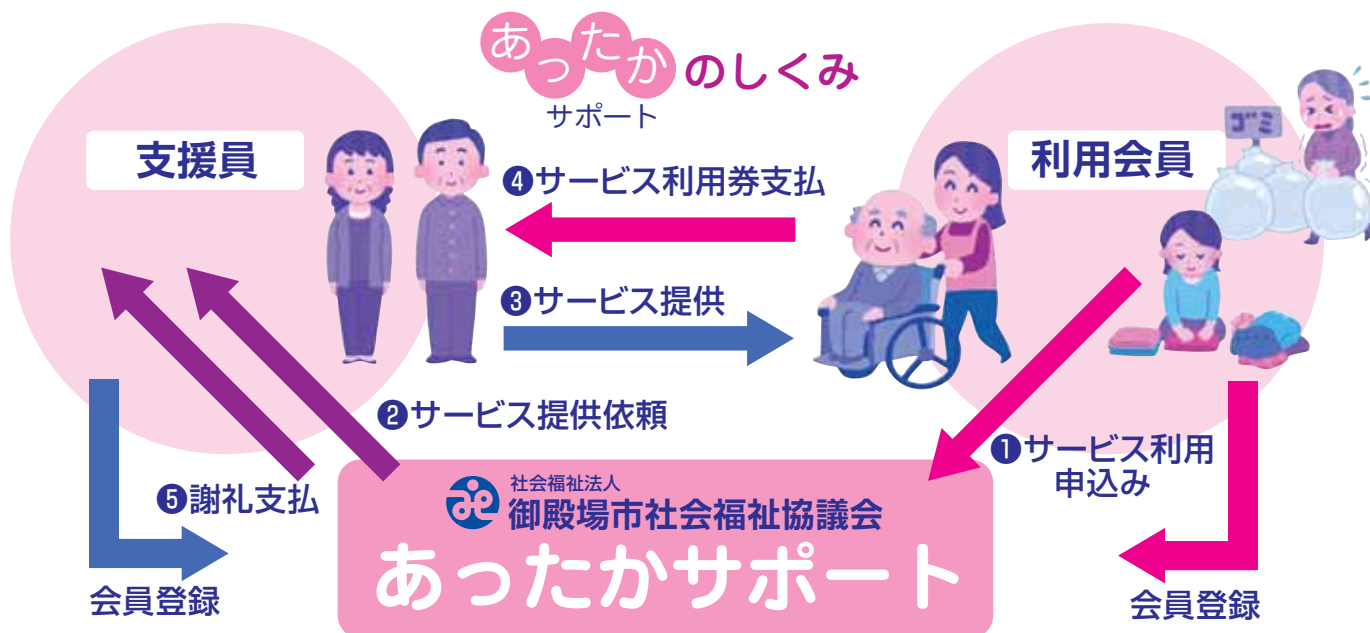 あったかのしくみ
サポート
支援員
利用会員
ゴミ
❹サービス利用券支払
❸サービス提供
❷サービス提供依頼
❶サービス利用
申込み
❺謝礼支払
社会福祉法人
御殿場市社会福祉協議会
あったかサポート
会員登録
会員登録